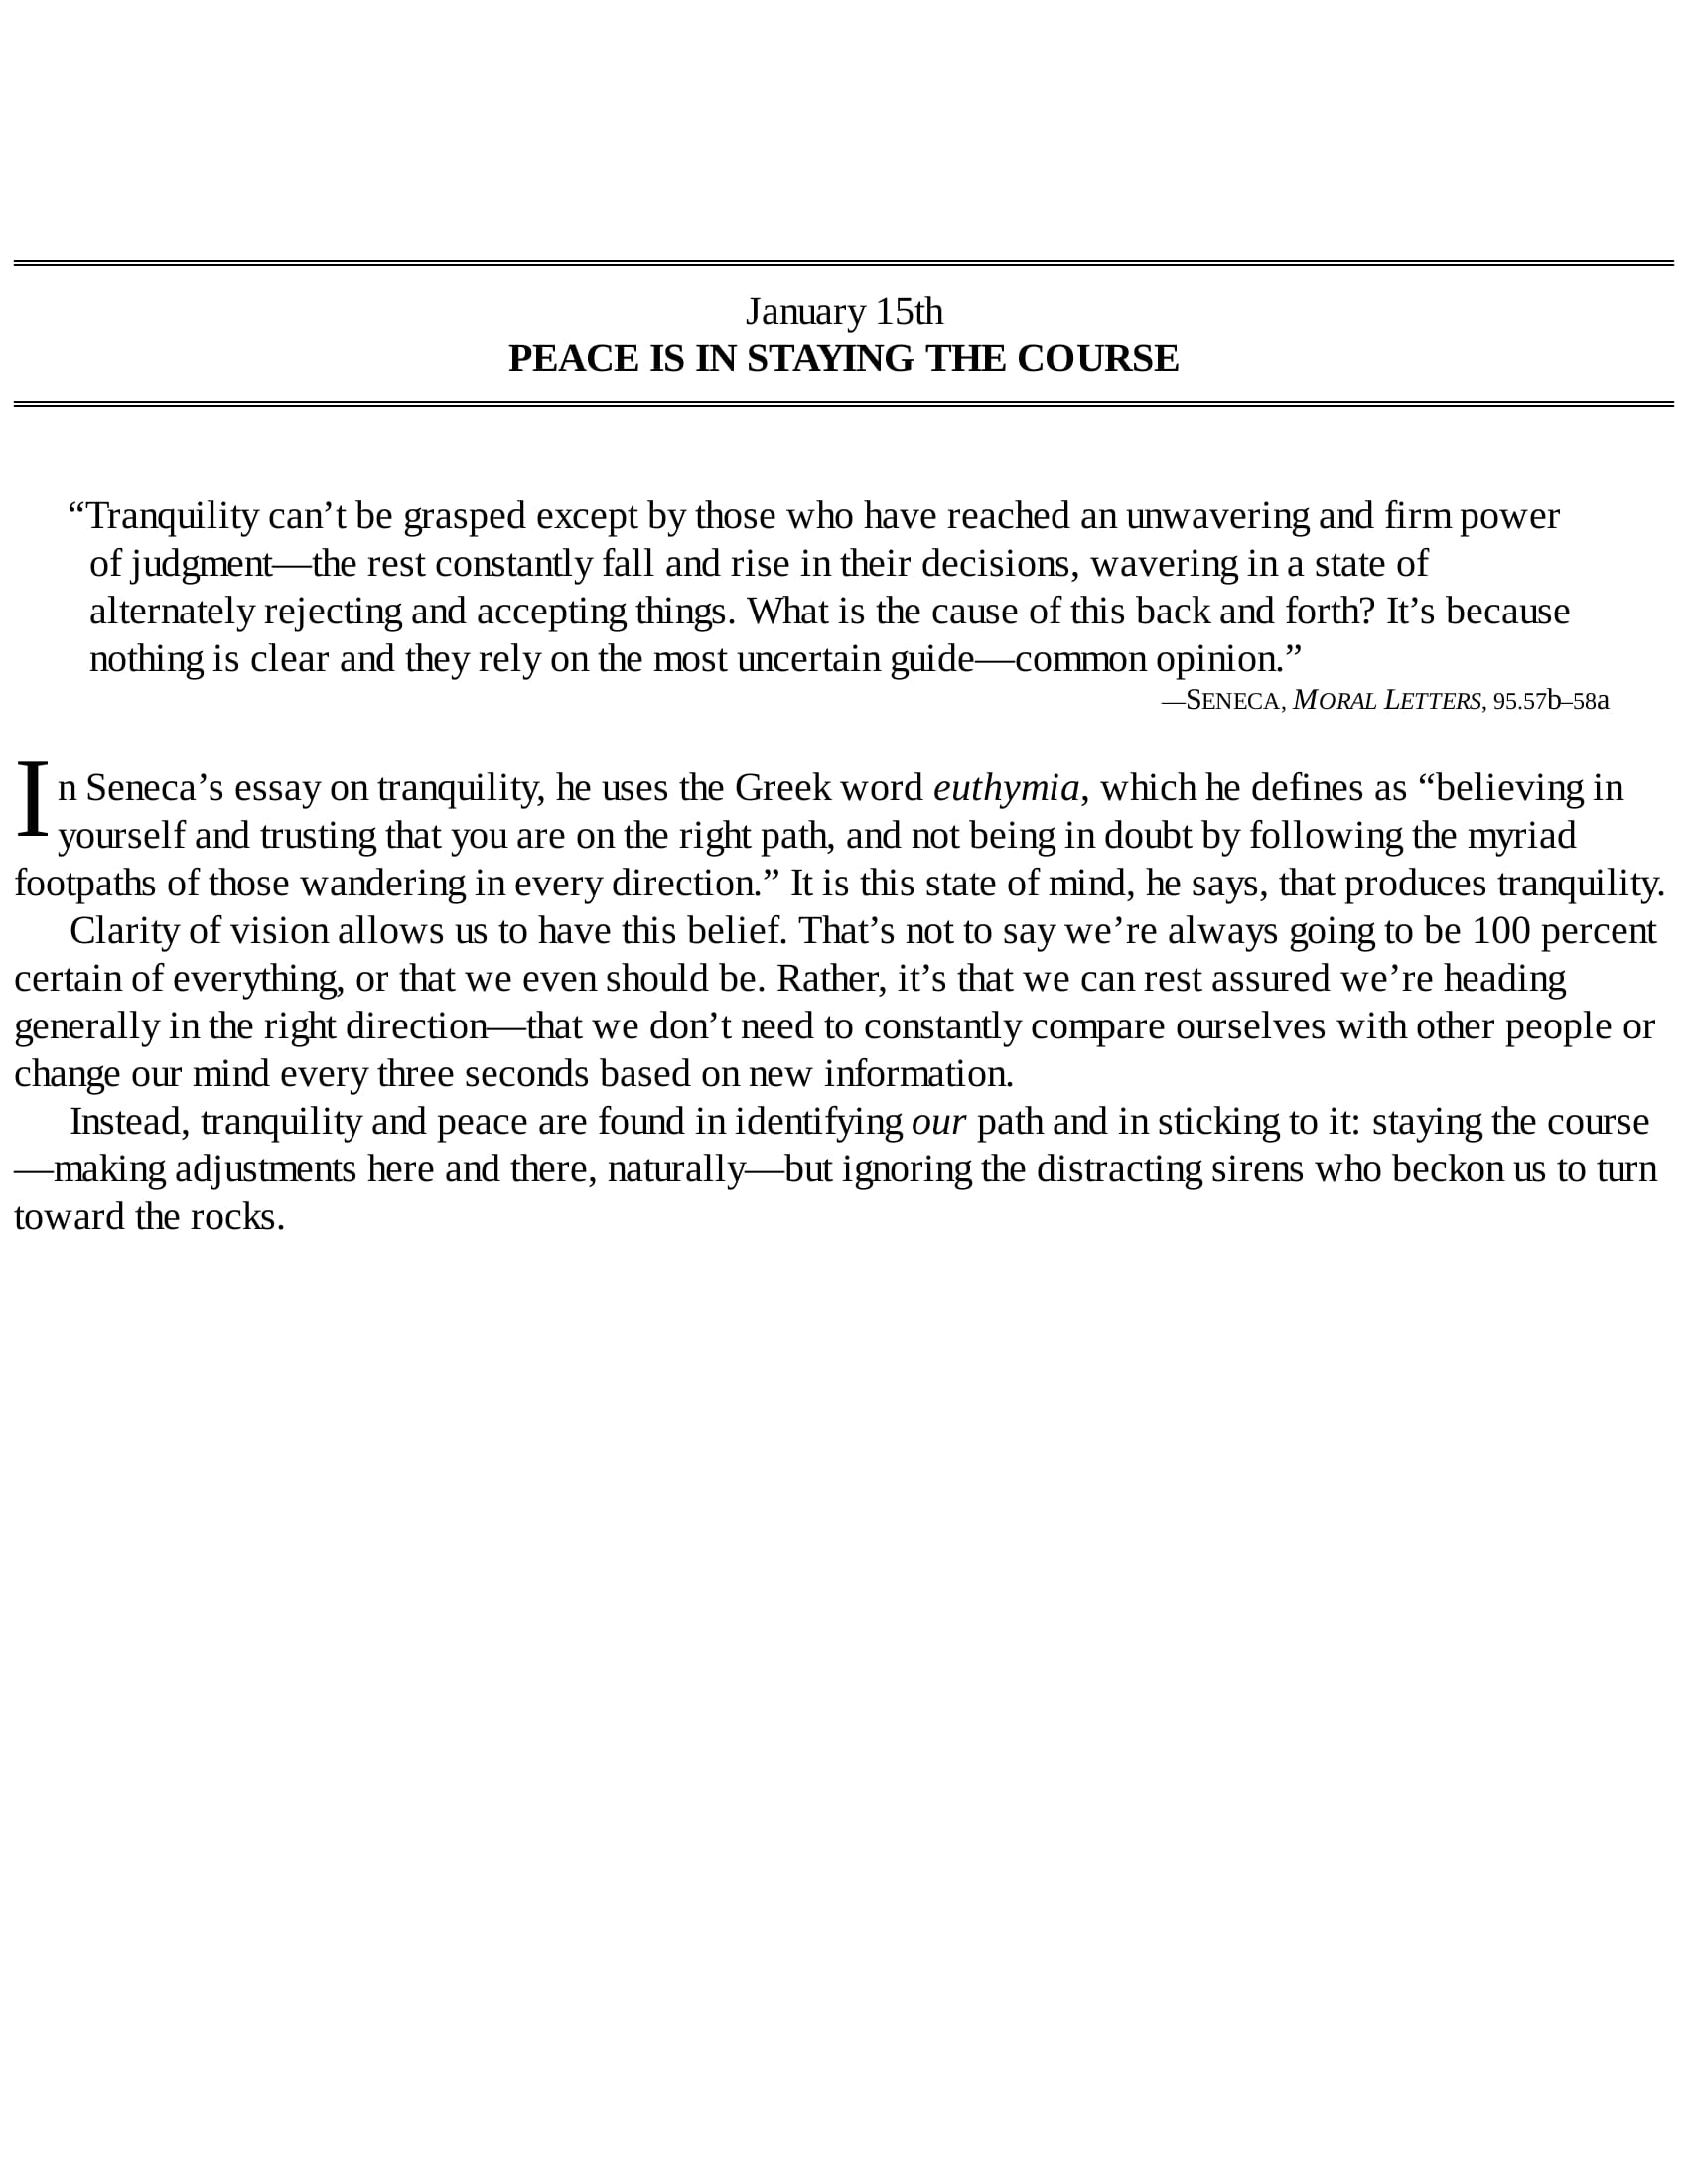 January 15th
PEACE IS IN STAYING THE COURSE
“Tranquility can’t be grasped except by those who have reached an unwavering and firm power
of judgment—the rest constantly fall and rise in their decisions, wavering in a state of
alternately rejecting and accepting things. What is the cause of this back and forth? It’s because
nothing is clear and they rely on the most uncertain guide—common opinion.”
—SENECA, MORAL LETTERS, 95.57b–58a
In Seneca’s essay on tranquility, he uses the Greek word euthymia, which he defines as “believing in
yourself and trusting that you are on the right path, and not being in doubt by following the myriad
footpaths of those wandering in every direction.” It is this state of mind, he says, that produces tranquility.
Clarity of vision allows us to have this belief. That’s not to say we’re always going to be 100 percent
certain of everything, or that we even should be. Rather, it’s that we can rest assured we’re heading
generally in the right direction—that we don’t need to constantly compare ourselves with other people or
change our mind every three seconds based on new information.
Instead, tranquility and peace are found in identifying our path and in sticking to it: staying the course
—making adjustments here and there, naturally—but ignoring the distracting sirens who beckon us to turn
toward the rocks.